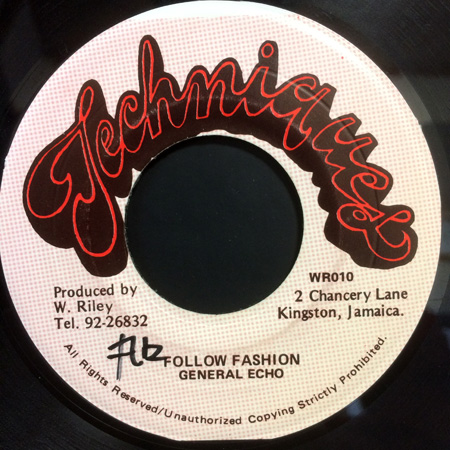 Techniques
Produced by
W. Riley
Tel. 92-26832
WR010
2 Chancery Lane
Kingston, Jamaica.
FOLLOW FASHION
GENERAL ECHO
All Rights Reserved/Unauthorized Copying Strictly Prohibited.